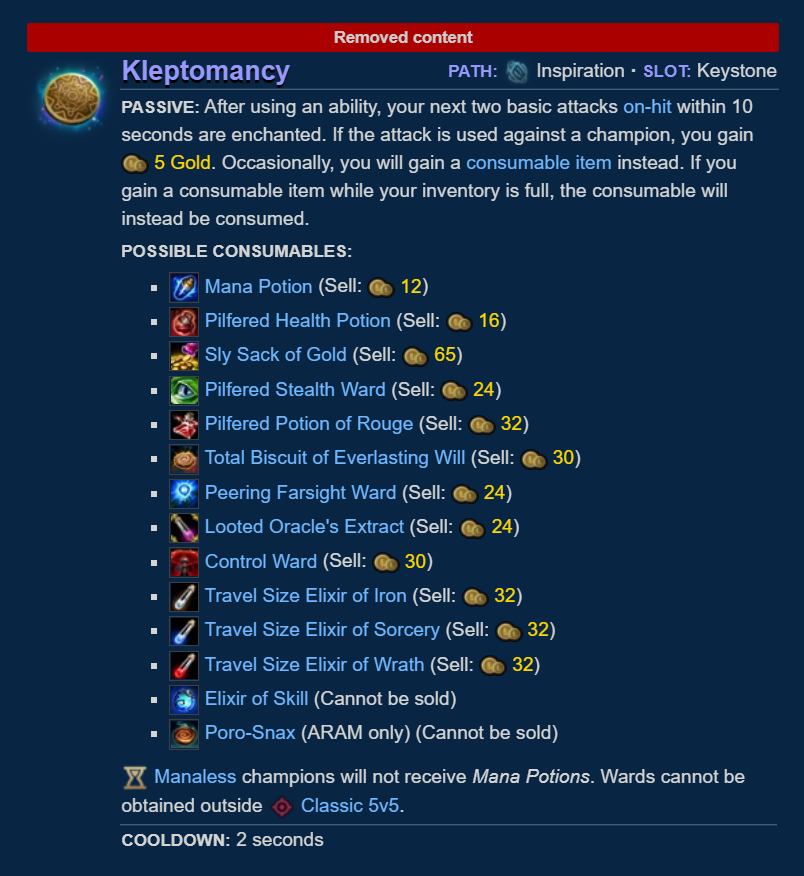 Removed content
Kleptomancy
PATH: Inspiration · SLOT: Keystone
PASSIVE: After using an ability, your next two basic attacks on-hit within 10
seconds are enchanted. If the attack is used against a champion, you gain
5 Gold. Occasionally, you will gain a consumable item instead. If you
gain a consumable item while your inventory is full, the consumable will
instead be consumed.
POSSIBLE CONSUMABLES:
Mana Potion (Sell: 12)
Pilfered Health Potion (Sell: 16)
Sly Sack of Gold (Sell: 65)
Pilfered Stealth Ward (Sell: 24)
Pilfered Potion of Rouge (Sell: 32)
Total Biscuit of Everlasting Will (Sell: 30)
Peering Farsight Ward (Sell: 24)
Looted Oracle's Extract (Sell: 24)
Control Ward (Sell: 30)
Travel Size Elixir of Iron (Sell: 32)
Travel Size Elixir of Sorcery (Sell: 32)
Travel Size Elixir of Wrath (Sell: 32)
Elixir of Skill (Cannot be sold)
Poro-Snax (ARAM only) (Cannot be sold)
Manaless champions will not receive Mana Potions. Wards cannot be
obtained outside Classic 5v5.
COOLDOWN: 2 seconds